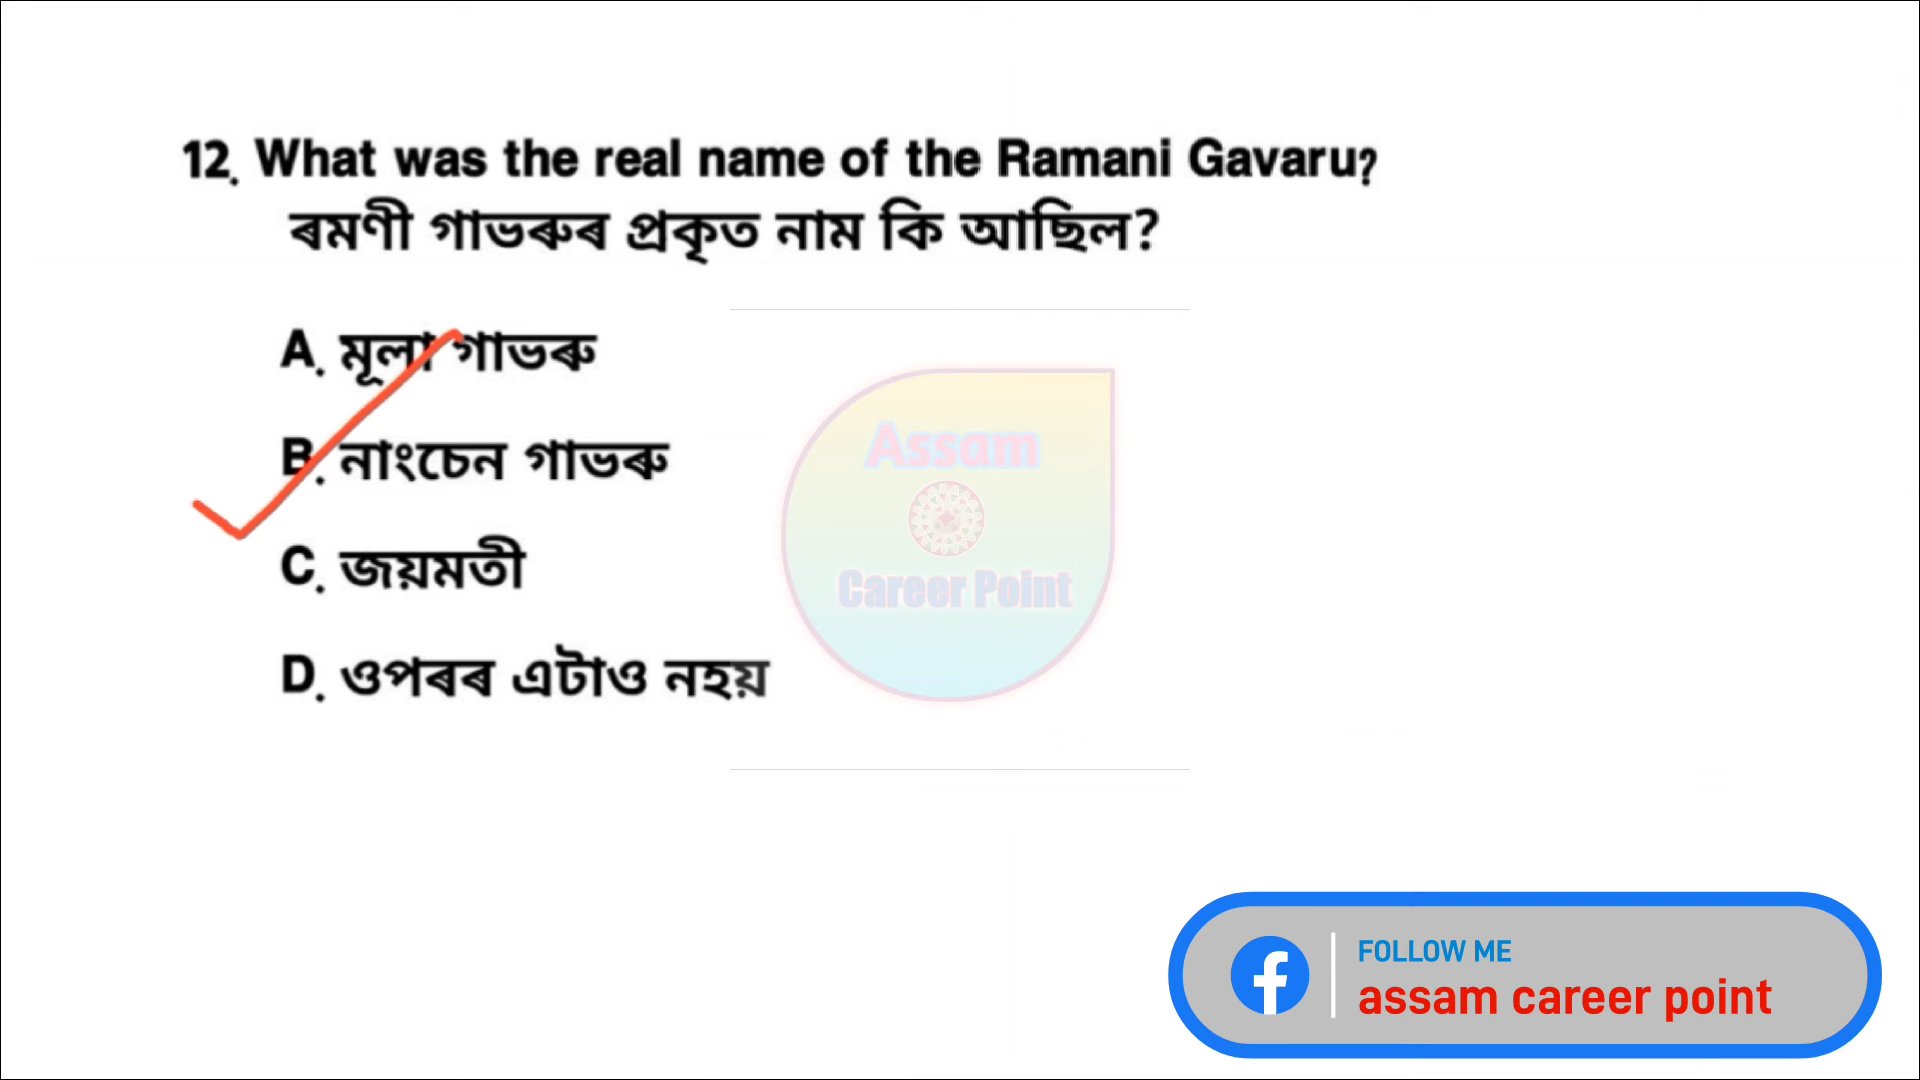 12. What was the real name of the Ramani Gavaru?
ৰমণী গাভৰুৰ প্ৰকৃত নাম কি আছিল?
A. মূলা গাভৰু
B. নাংচেন গাভৰু
C. জয়মতী
D. ওপৰৰ এটাও নহয়
Assam
Career Point
FOLLOW ME
assam career point